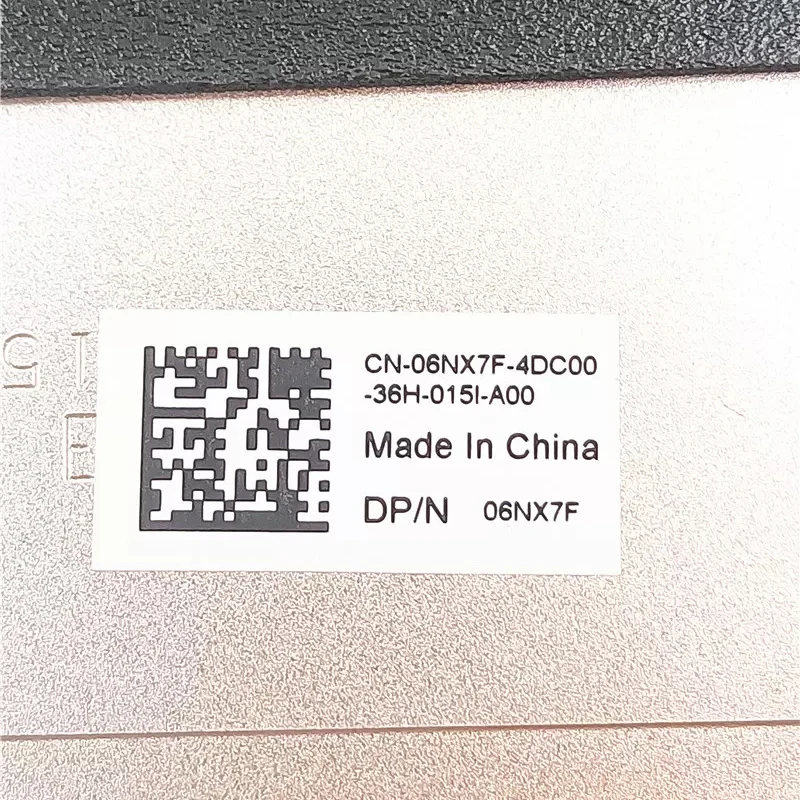 CN-06NX7F-4DC00
-36H-015I-A00
Made In China
DP/N 06NX7F